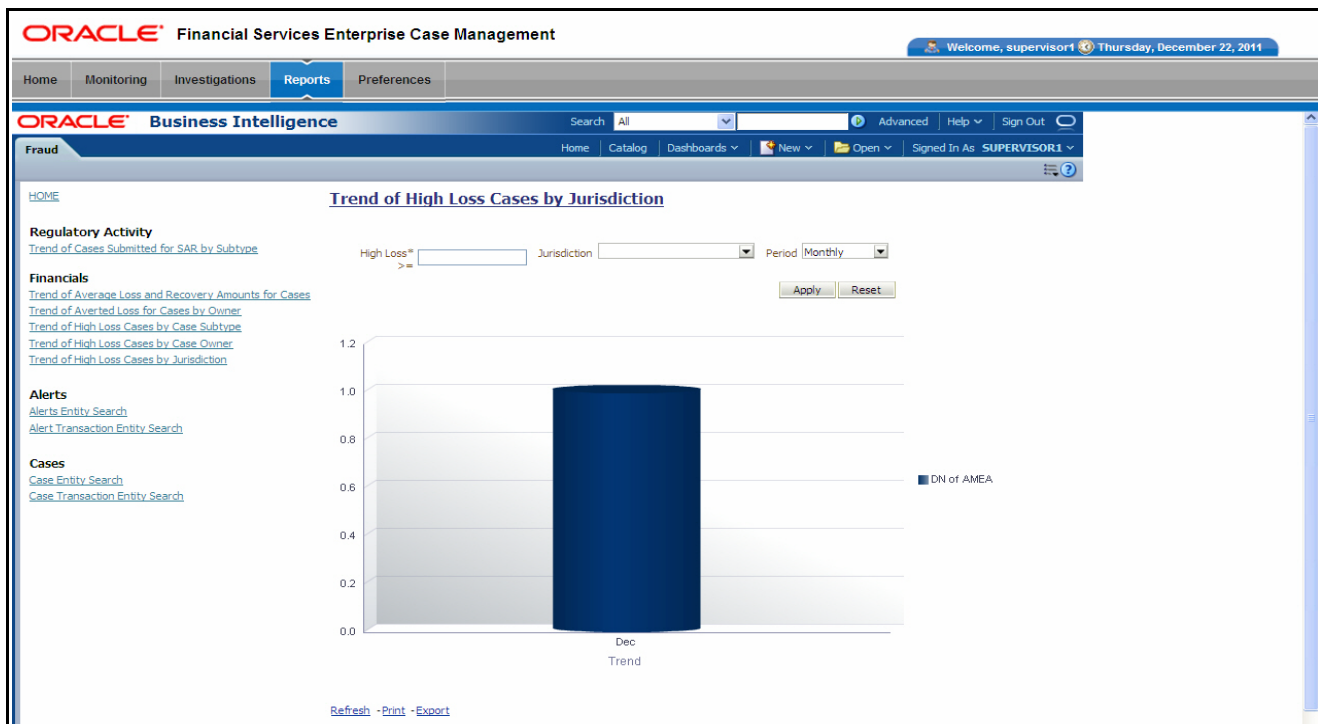 ORACLE Financial Services Enterprise Case Management
Welcome, supervisor1 Thursday, December 22, 2011
Home Monitoring Investigations Reports Preferences
ORACLE Business Intelligence
Search All Advanced Help Sign Out
Fraud
Home Catalog Dashboards New Open Signed In As SUPERVISOR1
HOME
Regulatory Activity
Trend of Cases Submitted for SAR by Subtype
Financials
Trend of Average Loss and Recovery Amounts for Cases
Trend of Averted Loss for Cases by Owner
Trend of High Loss Cases by Case Subtype
Trend of High Loss Cases by Case Owner
Trend of High Loss Cases by Jurisdiction
Alerts
Alerts Entity Search
Alert Transaction Entity Search
Cases
Case Entity Search
Case Transaction Entity Search
Trend of High Loss Cases by Jurisdiction
High Loss* >= Jurisdiction Period Monthly
Apply Reset
1.2
1.0
0.8
0.6
0.4
0.2
0.0
Dec
Trend
DN of AMEA
Refresh - Print - Export